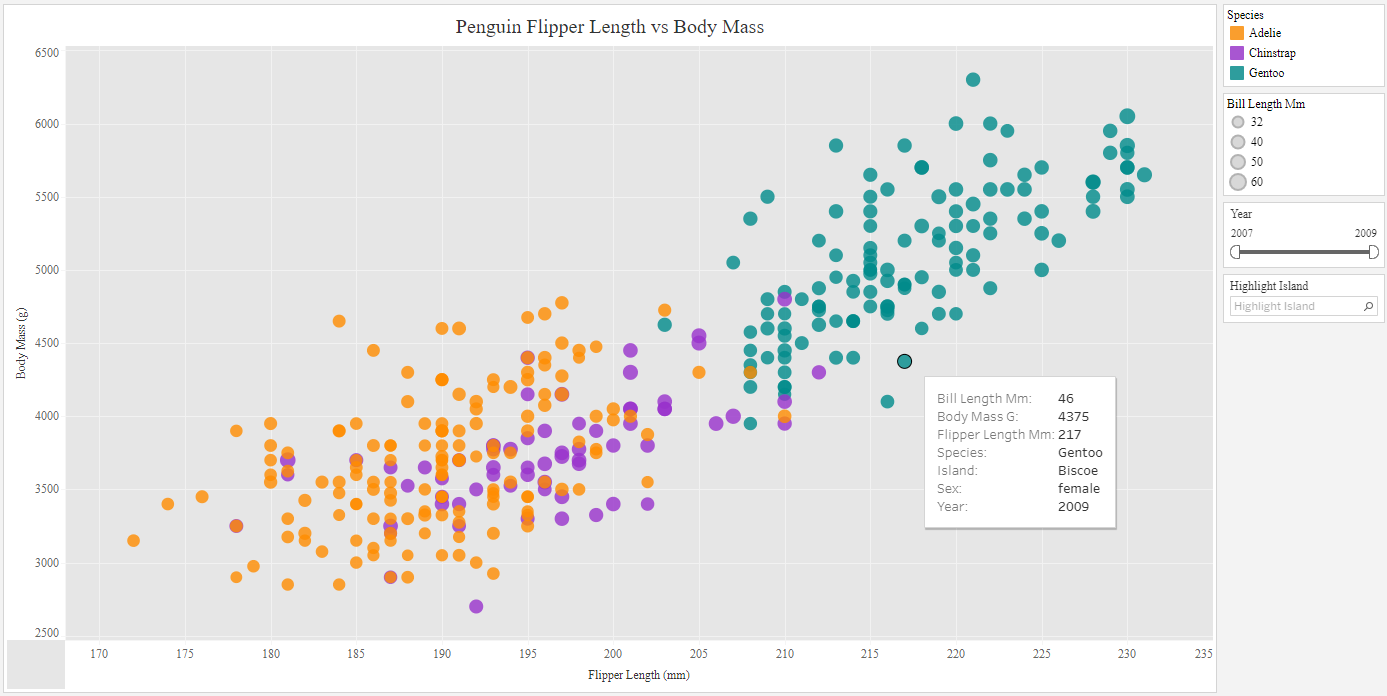 Penguin Flipper Length vs Body Mass
6500
6000
5500
5000
4500
4000
3500
3000
2500
Body Mass (g)
170 175 180 185 190 195 200 205 210 215 220 225 230 235
Flipper Length (mm)
Bill Length Mm: 46
Body Mass G: 4375
Flipper Length Mm: 217
Species: Gentoo
Island: Biscoe
Sex: female
Year: 2009
Species
Adelie
Chinstrap
Gentoo
Bill Length Mm
32
40
50
60
Year
2007 2009
Highlight Island
Highlight Island